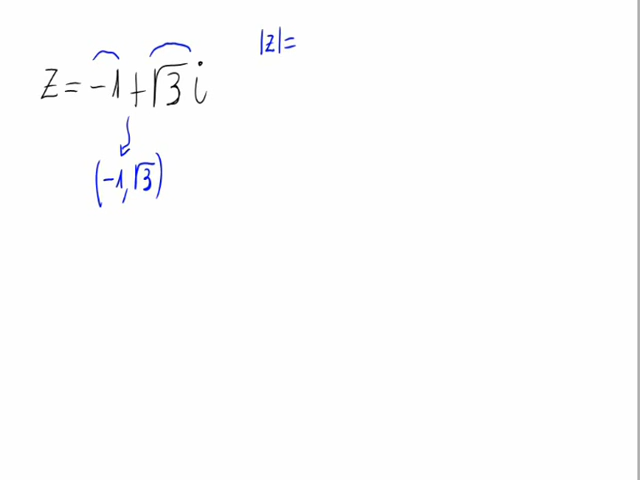 z = -1 + √3 i
|z| =
(-1, √3)